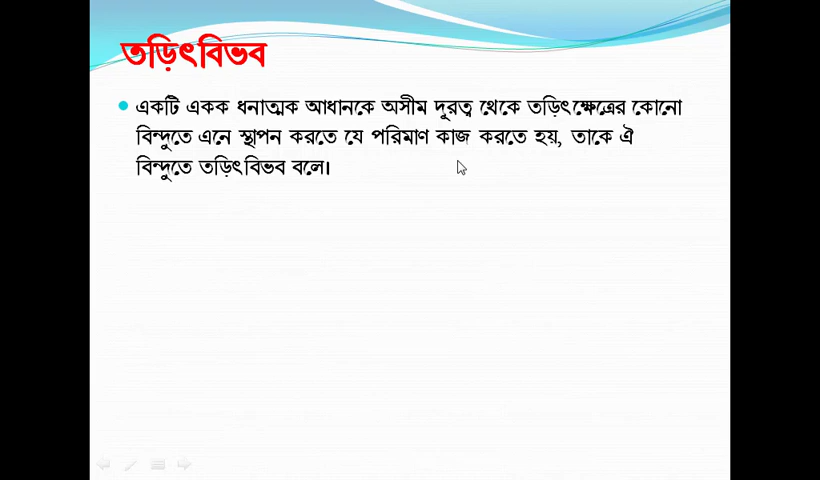 তড়িৎবিভব
একটি একক ধনাত্মক আধানকে অসীম দূরত্ব থেকে তড়িৎক্ষেত্রের কোনো
বিন্দুতে এনে স্থাপন করতে যে পরিমাণ কাজ করতে হয়, তাকে ঐ
বিন্দুতে তড়িৎবিভব বলে।